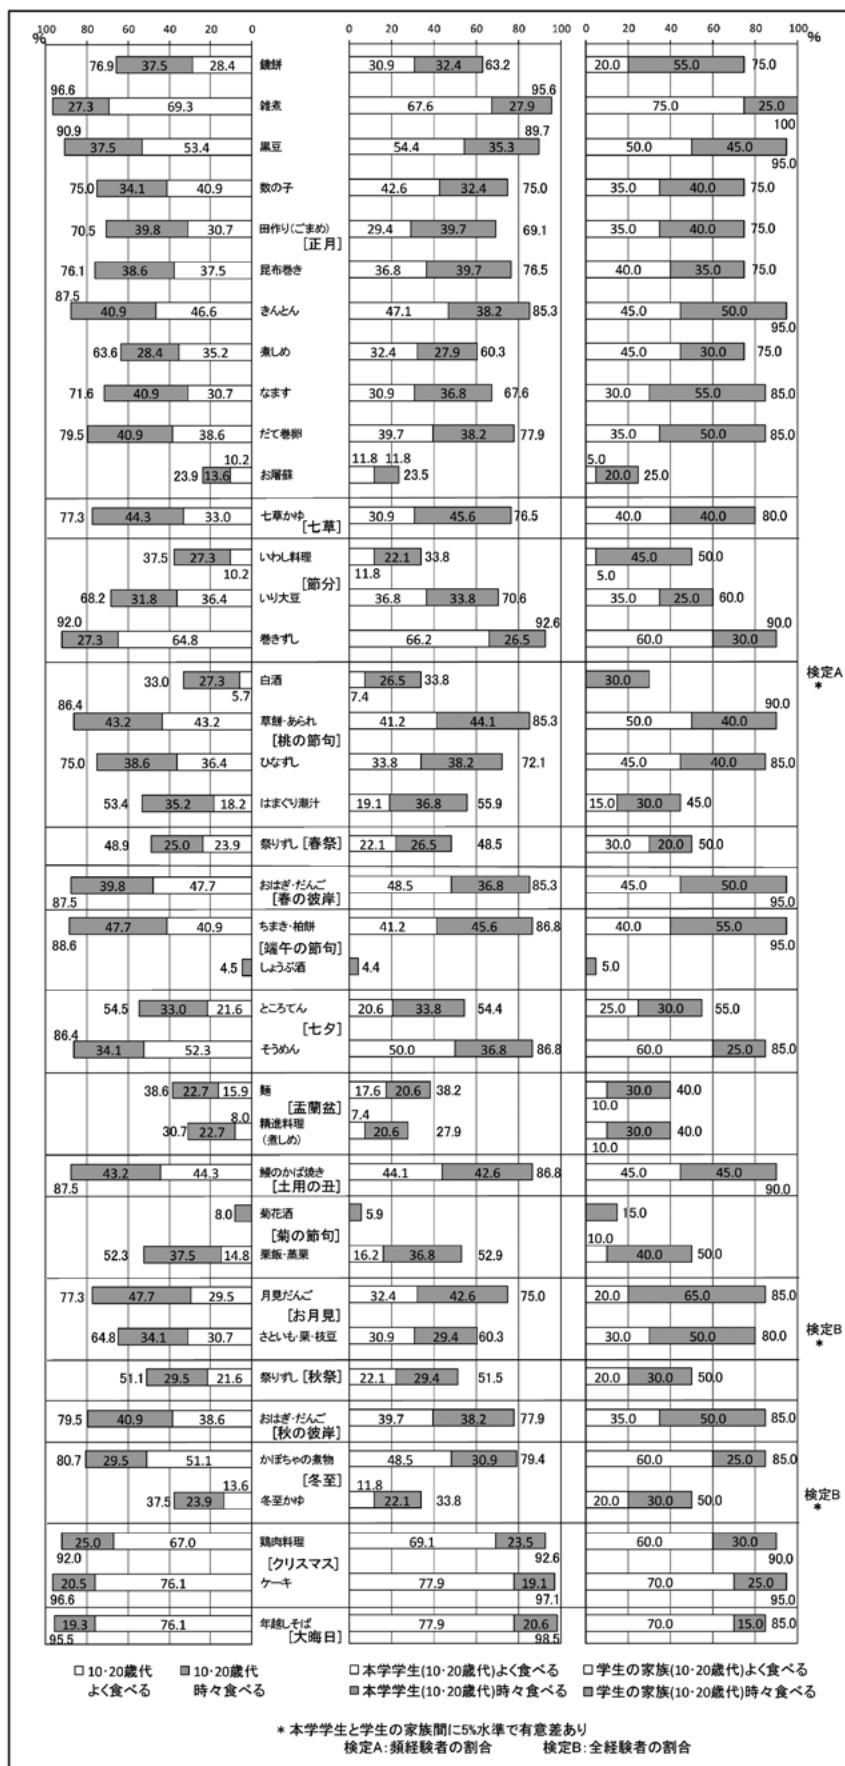 % 100 80 60 40 20 0 0 20 40 60 80 100 0 20 40 60 80 100 %
76.9 37.5 28.4 鏡餅 30.9 32.4 63.2 20.0 55.0 75.0
96.6 27.3 69.3 雑煮 67.6 27.9 95.6 75.0 25.0 100
90.9 37.5 53.4 黒豆 54.4 35.3 89.7 50.0 45.0 95.0
75.0 34.1 40.9 数の子 42.6 32.4 75.0 35.0 40.0 75.0
70.5 39.8 30.7 田作り(ごまめ) 29.4 39.7 69.1 35.0 40.0 75.0
[正月]
76.1 38.6 37.5 昆布巻き 36.8 39.7 76.5 40.0 35.0 75.0
87.5 40.9 46.6 きんとん 47.1 38.2 85.3 45.0 50.0 95.0
63.6 28.4 35.2 煮しめ 32.4 27.9 60.3 45.0 30.0 75.0
71.6 40.9 30.7 なます 30.9 36.8 67.6 30.0 55.0 85.0
79.5 40.9 38.6 だて巻卵 39.7 38.2 77.9 35.0 50.0 85.0
23.9 13.6 10.2 お屠蘇 11.8 11.8 23.5 5.0 20.0 25.0
77.3 44.3 33.0 七草かゆ 30.9 45.6 76.5 40.0 40.0 80.0
[七草]
37.5 27.3 10.2 いわし料理 11.8 22.1 33.8 5.0 45.0 50.0
[節分]
68.2 31.8 36.4 いり大豆 36.8 33.8 70.6 35.0 25.0 60.0
92.0 27.3 64.8 巻きずし 66.2 26.5 92.6 60.0 30.0 90.0
33.0 27.3 5.7 白酒 7.4 26.5 33.8 30.0 検定A *
86.4 43.2 43.2 草餅・あられ 41.2 44.1 85.3 50.0 40.0 90.0
[桃の節句]
75.0 38.6 36.4 ひなずし 33.8 38.2 72.1 45.0 40.0 85.0
53.4 35.2 18.2 はまぐり潮汁 19.1 36.8 55.9 15.0 30.0 45.0
48.9 25.0 23.9 祭りずし [春祭] 22.1 26.5 48.5 30.0 20.0 50.0
87.5 39.8 47.7 おはぎ・だんご 48.5 36.8 85.3 45.0 50.0 95.0
[春の彼岸]
88.6 47.7 40.9 ちまき・柏餅 41.2 45.6 86.8 40.0 55.0 95.0
[端午の節句]
4.5 しょうぶ酒 4.4 5.0
54.5 33.0 21.6 ところてん 20.6 33.8 54.4 25.0 30.0 55.0
[七夕]
86.4 34.1 52.3 そうめん 50.0 36.8 86.8 60.0 25.0 85.0
38.6 22.7 15.9 麺 17.6 20.6 38.2 10.0 30.0 40.0
[盂蘭盆]
30.7 22.7 8.0 精進料理 7.4 20.6 27.9 10.0 30.0 40.0
(煮しめ)
87.5 43.2 44.3 鰻のかば焼き 44.1 42.6 86.8 45.0 45.0 90.0
[土用の丑]
8.0 菊花酒 5.9 15.0
[菊の節句]
52.3 37.5 14.8 栗飯・蒸栗 16.2 36.8 52.9 10.0 40.0 50.0
77.3 47.7 29.5 月見だんご 32.4 42.6 75.0 20.0 65.0 85.0
[お月見]
64.8 34.1 30.7 さといも・栗・枝豆 30.9 29.4 60.3 30.0 50.0 80.0 検定B *
51.1 29.5 21.6 祭りずし [秋祭] 22.1 29.4 51.5 20.0 30.0 50.0
79.5 40.9 38.6 おはぎ・だんご 39.7 38.2 77.9 35.0 50.0 85.0
[秋の彼岸]
80.7 29.5 51.1 かぼちゃの煮物 48.5 30.9 79.4 60.0 25.0 85.0
[冬至]
37.5 23.9 13.6 冬至かゆ 11.8 22.1 33.8 20.0 30.0 50.0 検定B *
92.0 25.0 67.0 鶏肉料理 69.1 23.5 92.6 60.0 30.0 90.0
[クリスマス]
96.6 20.5 76.1 ケーキ 77.9 19.1 97.1 70.0 25.0 95.0
95.5 19.3 76.1 年越しそば 77.9 20.6 98.5 70.0 15.0 85.0
[大晦日]
□10・20歳代 よく食べる ■10・20歳代 時々食べる
□本学学生(10・20歳代)よく食べる □学生の家族(10・20歳代)よく食べる
■本学学生(10・20歳代)時々食べる ■学生の家族(10・20歳代)時々食べる
* 本学学生と学生の家族間に5%水準で有意差あり
検定A:頻経験者の割合 検定B:全経験者の割合